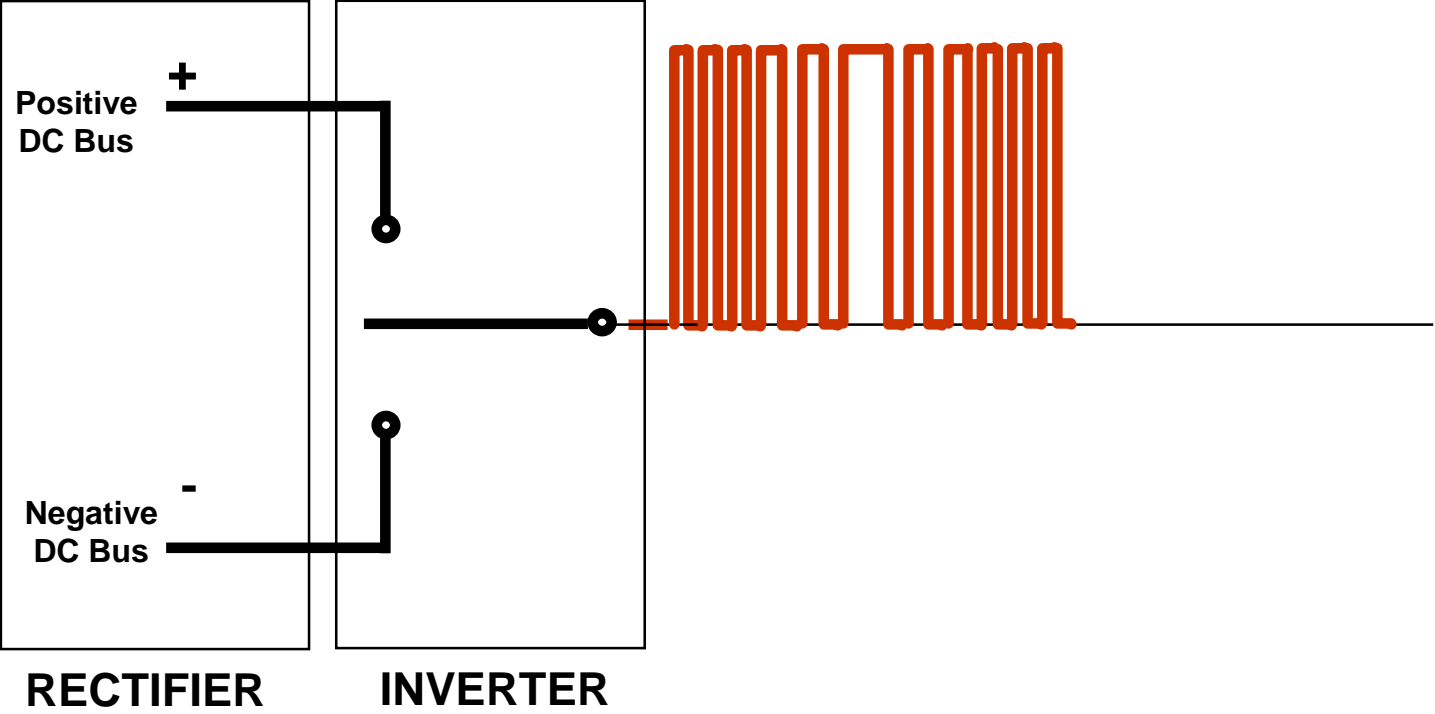 +
Positive
DC Bus
-
Negative
DC Bus
RECTIFIER
INVERTER